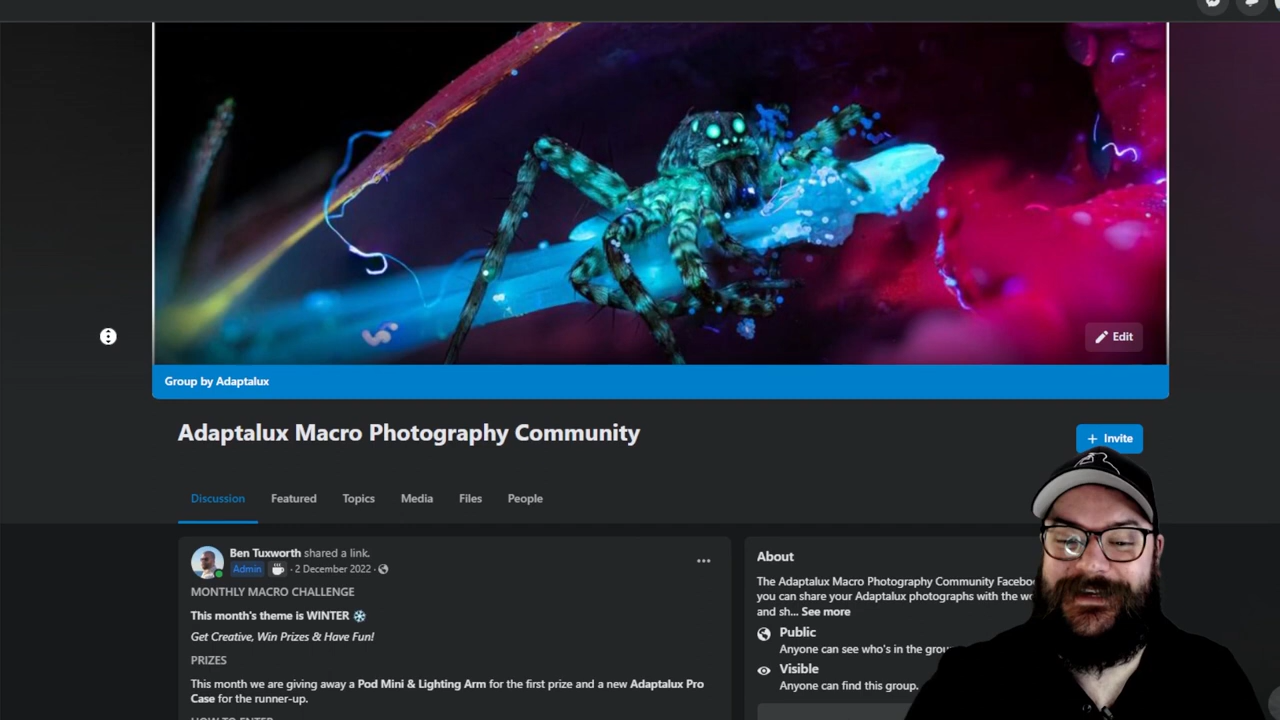 Edit
Group by Adaptalux
Adaptalux Macro Photography Community
+ Invite
Discussion
Featured
Topics
Media
Files
People
Ben Tuxworth shared a link.
Admin · 2 December 2022 ·
MONTHLY MACRO CHALLENGE
This month's theme is WINTER
Get Creative, Win Prizes & Have Fun!
PRIZES
This month we are giving away a Pod Mini & Lighting Arm for the first prize and a new Adaptalux Pro
Case for the runner-up.
HOW TO ENTER
About
The Adaptalux Macro Photography Community
you can share your Adaptalux photographs with the
and sh... See more
Public
Anyone can see who's in the
Visible
Anyone can find this group.